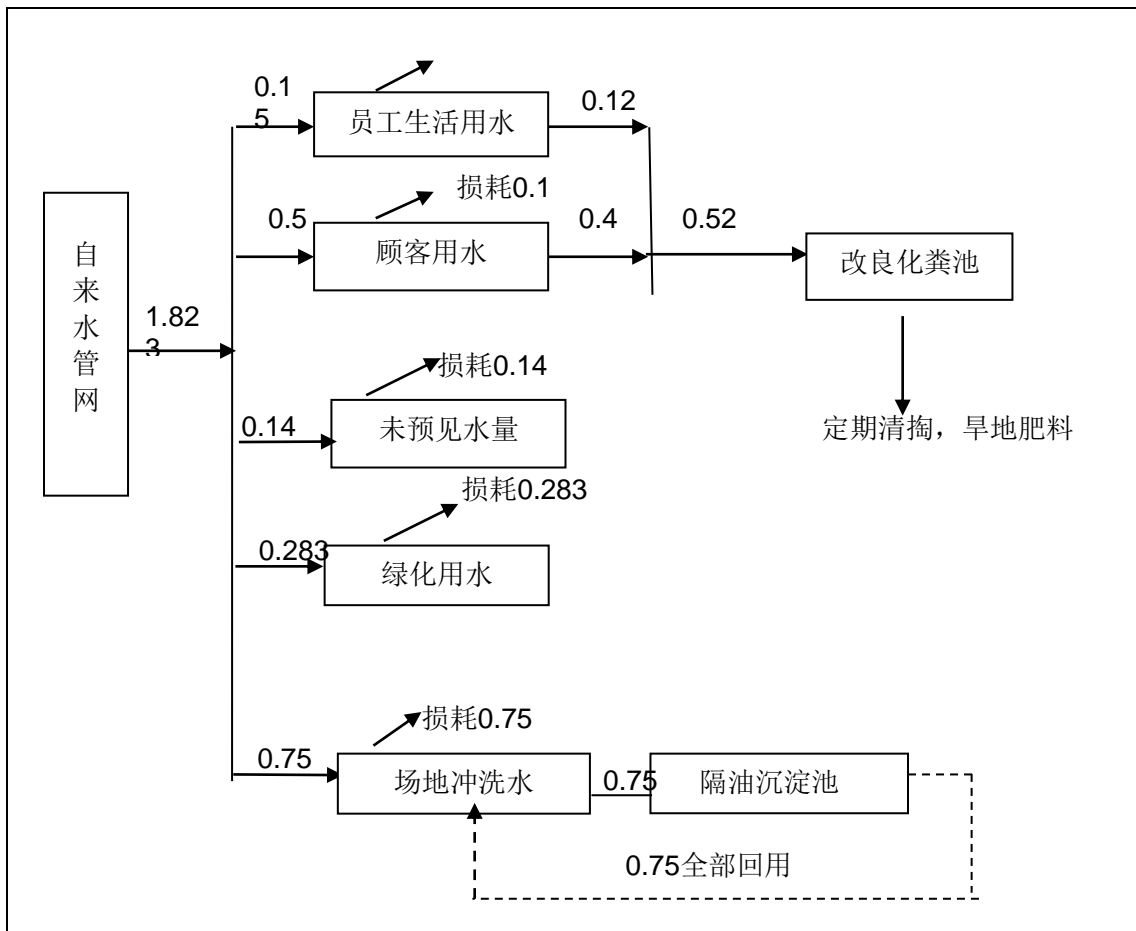 0.1
5
员工生活用水
0.12
损耗0.1
0.5
顾客用水
0.4
0.52
改良化粪池
自
来
水
管
网
1.82
3
损耗0.14
0.14
未预见水量
定期清掏，旱地肥料
损耗0.283
0.283
绿化用水
损耗0.75
0.75
场地冲洗水
0.75
隔油沉淀池
0.75全部回用